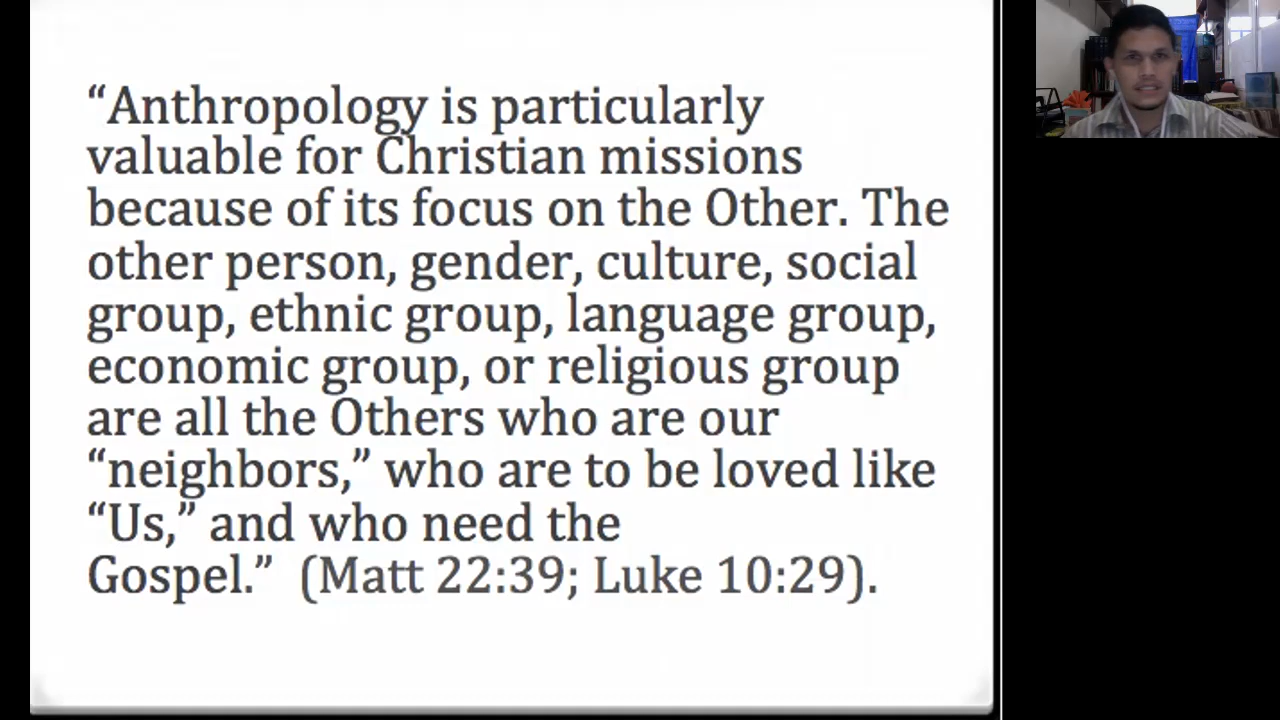 “Anthropology is particularly
valuable for Christian missions
because of its focus on the Other. The
other person, gender, culture, social
group, ethnic group, language group,
economic group, or religious group
are all the Others who are our
“neighbors,” who are to be loved like
“Us,” and who need the
Gospel.” (Matt 22:39; Luke 10:29).